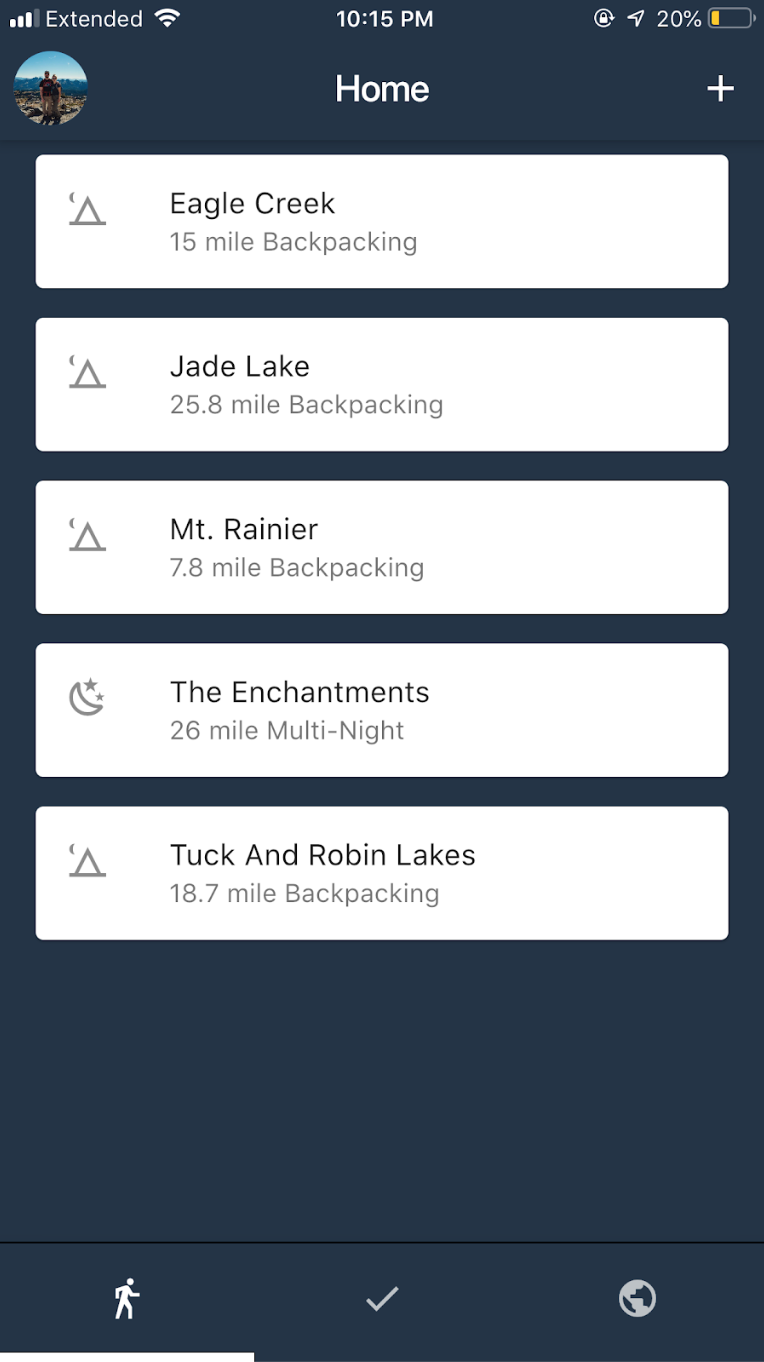 Extended 10:15 PM 20%
Home
Eagle Creek
15 mile Backpacking
Jade Lake
25.8 mile Backpacking
Mt. Rainier
7.8 mile Backpacking
The Enchantments
26 mile Multi-Night
Tuck And Robin Lakes
18.7 mile Backpacking